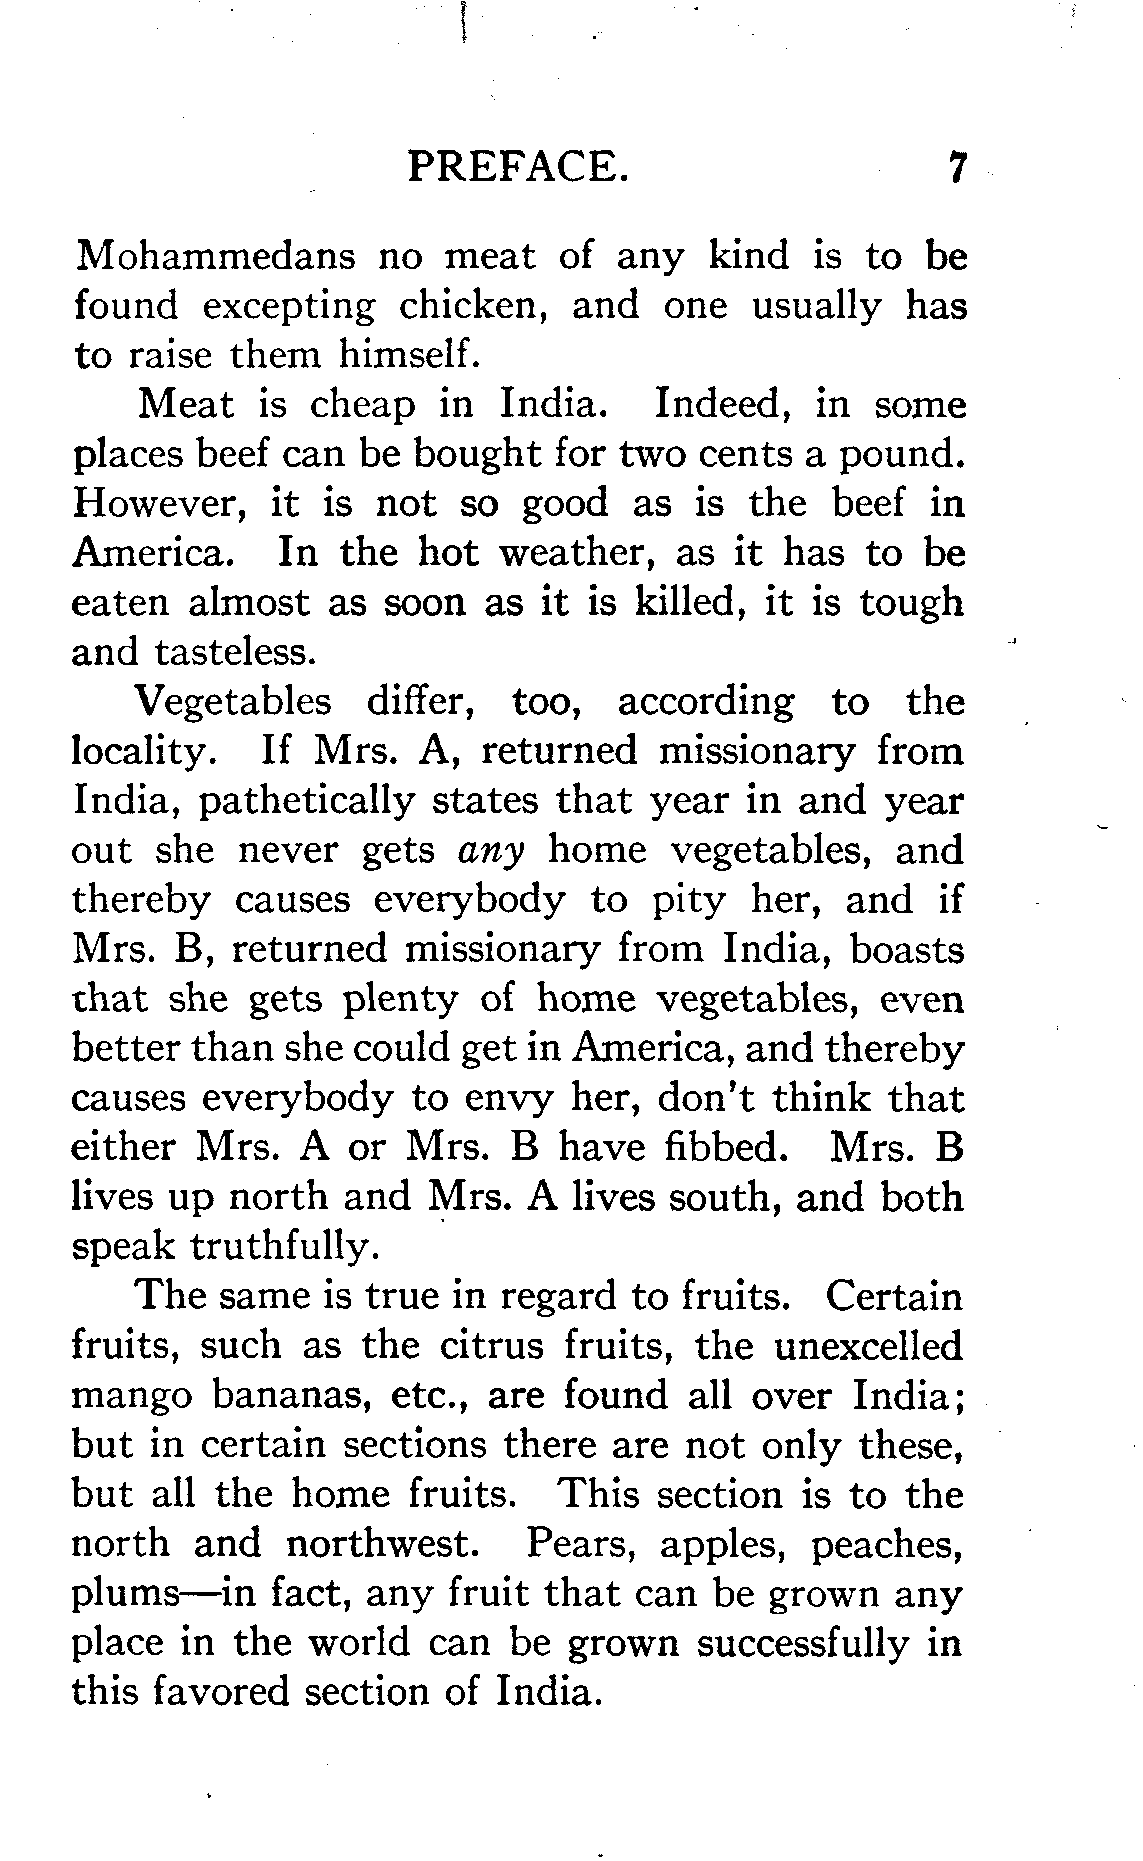 PREFACE. 7
Mohammedans no meat of any kind is to be
found excepting chicken, and one usually has
to raise them himself.
Meat is cheap in India. Indeed, in some
places beef can be bought for two cents a pound.
However, it is not so good as is the beef in
America. In the hot weather, as it has to be
eaten almost as soon as it is killed, it is tough
and tasteless.
Vegetables differ, too, according to the
locality. If Mrs. A, returned missionary from
India, pathetically states that year in and year
out she never gets any home vegetables, and
thereby causes everybody to pity her, and if
Mrs. B, returned missionary from India, boasts
that she gets plenty of home vegetables, even
better than she could get in America, and thereby
causes everybody to envy her, don't think that
either Mrs. A or Mrs. B have fibbed. Mrs. B
lives up north and Mrs. A lives south, and both
speak truthfully.
The same is true in regard to fruits. Certain
fruits, such as the citrus fruits, the unexcelled
mango bananas, etc., are found all over India;
but in certain sections there are not only these,
but all the home fruits. This section is to the
north and northwest. Pears, apples, peaches,
plums—in fact, any fruit that can be grown any
place in the world can be grown successfully in
this favored section of India.